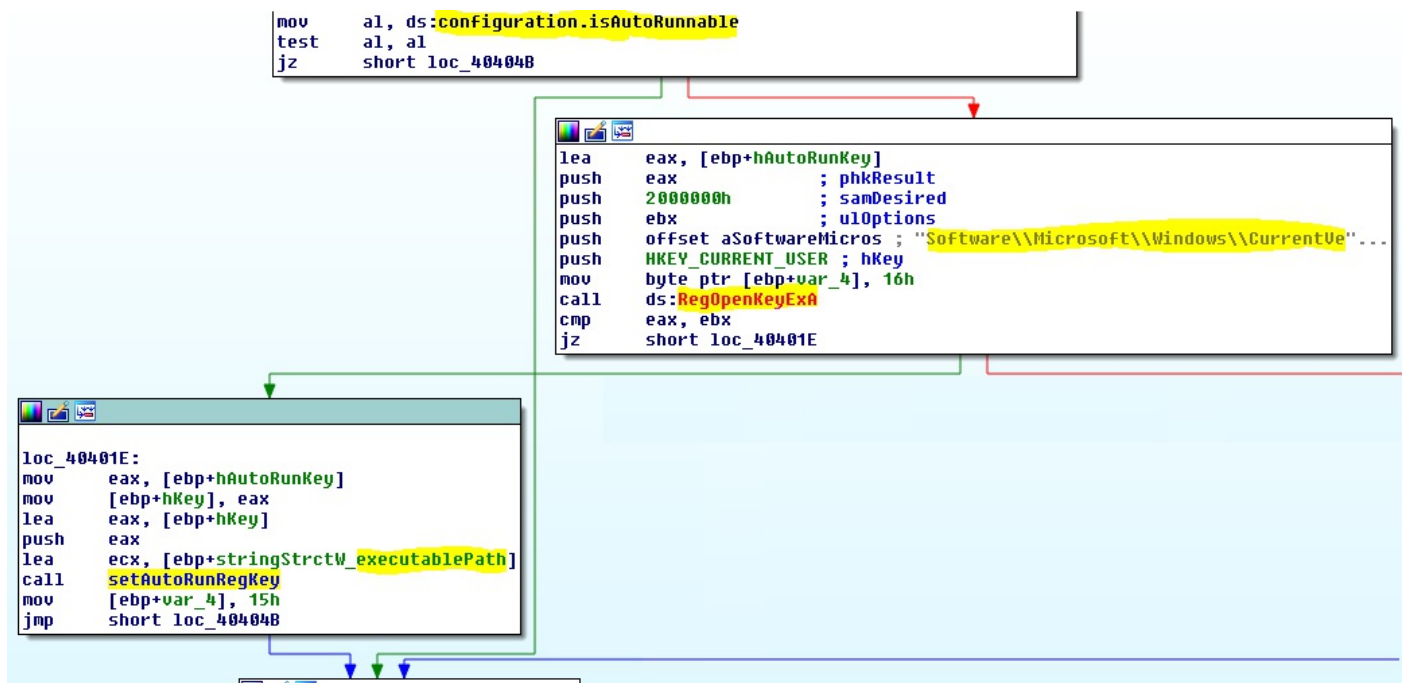 mov al, ds:configuration.isAutoRunnable
test al, al
jz short loc_40404B
lea eax, [ebp+hAutoRunKey]
push eax ; phkResult
push 2000000h ; samDesired
push ebx ; ulOptions
push offset aSoftwareMicros ; "Software\\Microsoft\\Windows\\CurrentVe"...
push HKEY_CURRENT_USER ; hKey
mov byte ptr [ebp+var_4], 16h
call ds:RegOpenKeyExA
cmp eax, ebx
jz short loc_40401E
loc_40401E:
mov eax, [ebp+hAutoRunKey]
mov [ebp+hKey], eax
lea eax, [ebp+hKey]
push eax
lea ecx, [ebp+stringStrctW_executablePath]
call setAutoRunRegKey
mov [ebp+var_4], 15h
jmp short loc_40404B